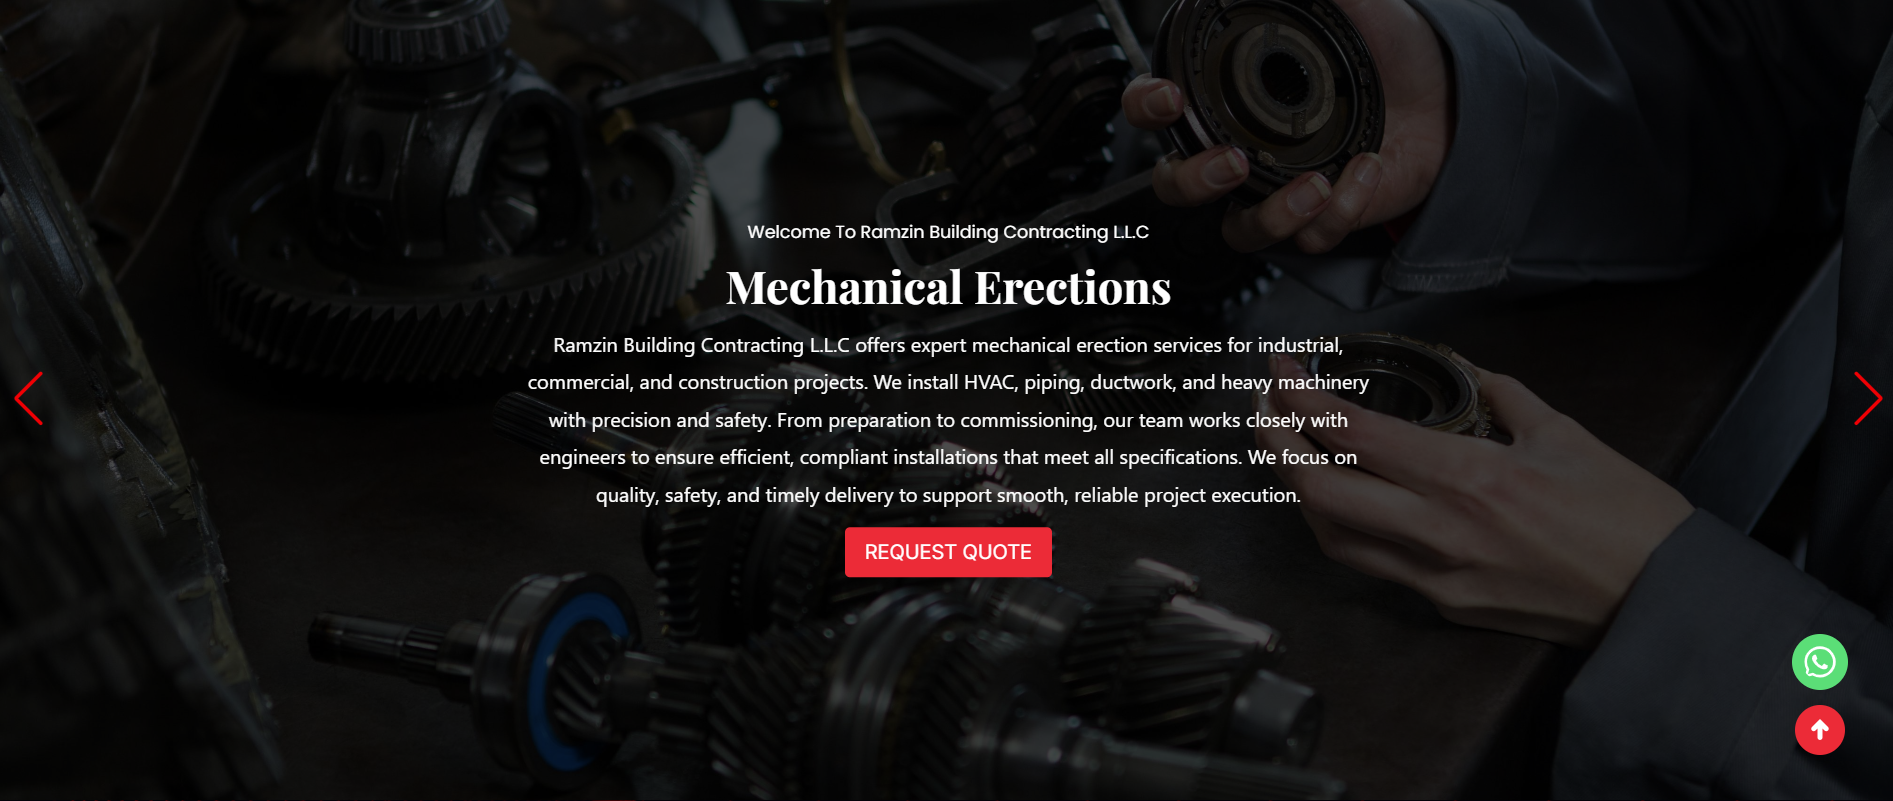 Welcome To Ramzin Building Contracting L.L.C
Mechanical Erections
Ramzin Building Contracting L.L.C offers expert mechanical erection services for industrial,
commercial, and construction projects. We install HVAC, piping, ductwork, and heavy machinery
with precision and safety. From preparation to commissioning, our team works closely with
engineers to ensure efficient, compliant installations that meet all specifications. We focus on
quality, safety, and timely delivery to support smooth, reliable project execution.
REQUEST QUOTE